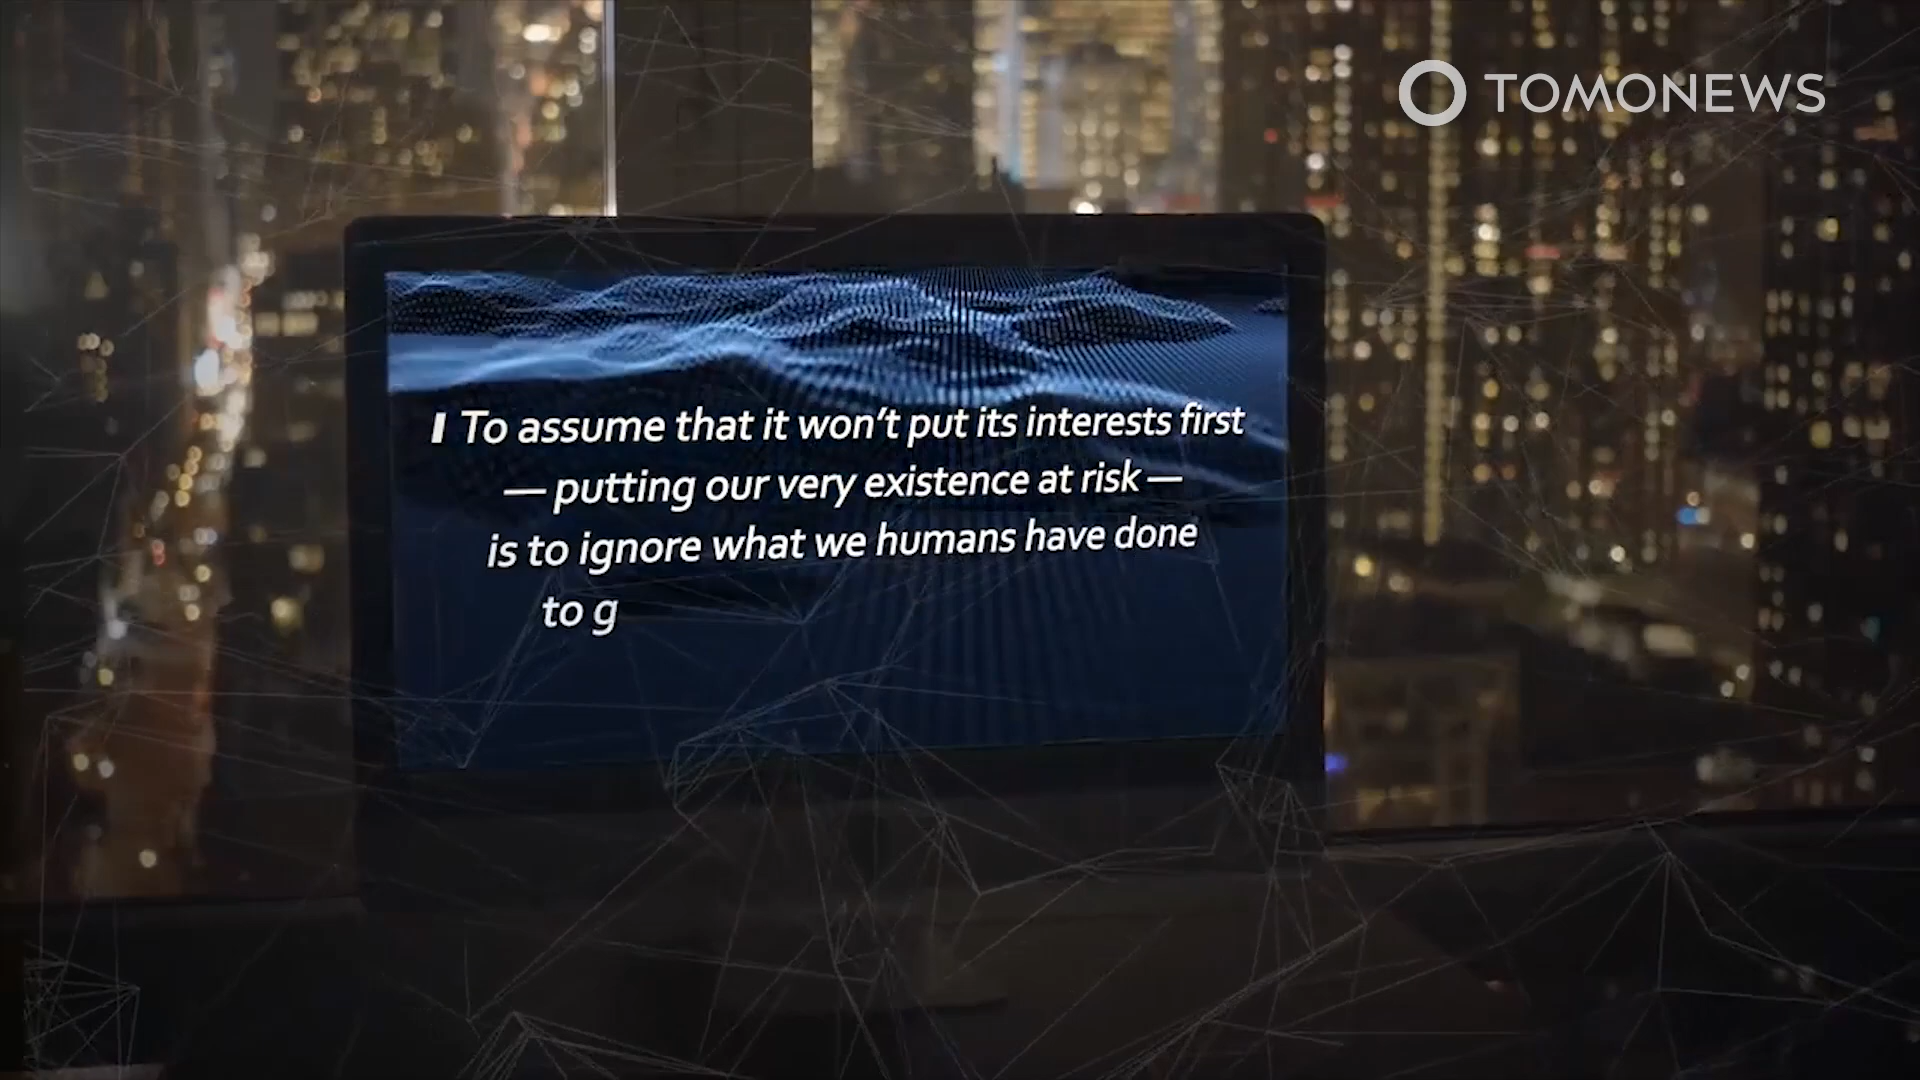 TOMONEWS
To assume that it won't put its interests first
— putting our very existence at risk —
is to ignore what we humans have done
to g